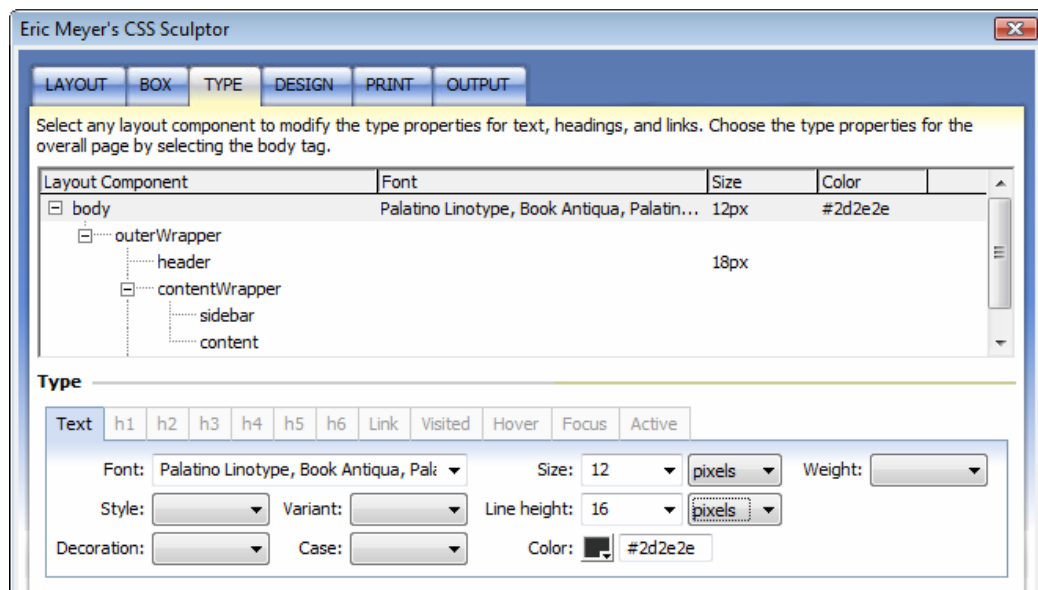 Eric Meyer's CSS Sculptor
LAYOUT BOX TYPE DESIGN PRINT OUTPUT
Select any layout component to modify the type properties for text, headings, and links. Choose the type properties for the
overall page by selecting the body tag.
Layout Component Font Size Color
body Palatino Linotype, Book Antiqua, Palatin... 12px #2d2e2e
outerWrapper
header 18px
contentWrapper
sidebar
content
Type
Text h1 h2 h3 h4 h5 h6 Link Visited Hover Focus Active
Font: Palatino Linotype, Book Antiqua, Pala Size: 12 pixels Weight:
Style: Variant: Line height: 16 pixels
Decoration: Case: Color: #2d2e2e